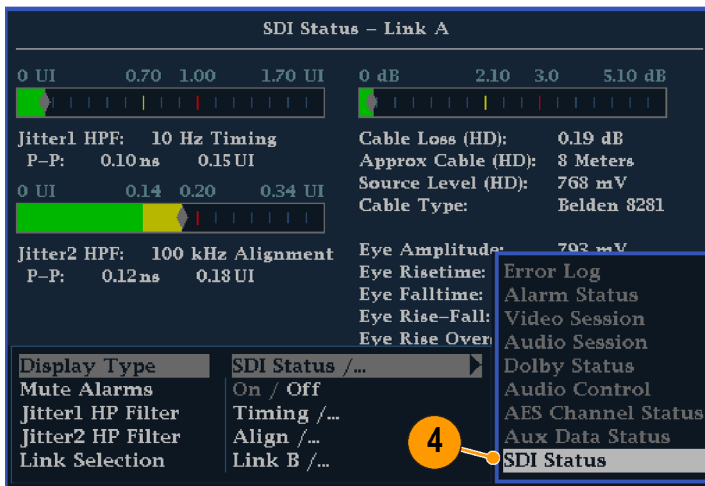 SDI Status – Link A
0 UI 0.70 1.00 1.70 UI
Jitter1 HPF: 10 Hz Timing
P–P: 0.10 ns 0.15 UI
0 UI 0.14 0.20 0.34 UI
Jitter2 HPF: 100 kHz Alignment
P–P: 0.12 ns 0.18 UI
0 dB 2.10 3.0 5.10 dB
Cable Loss (HD): 0.19 dB
Approx Cable (HD): 8 Meters
Source Level (HD): 768 mV
Cable Type: Belden 8281
Eye Amplitude: 793 mV
Eye Risetime:
Eye Falltime:
Eye Rise–Fall:
Eye Rise Over
Display Type SDI Status /...
Mute Alarms On / Off
Jitter1 HP Filter Timing /...
Jitter2 HP Filter Align /...
Link Selection Link B /...
Error Log
Alarm Status
Video Session
Audio Session
Dolby Status
Audio Control
AES Channel Status
Aux Data Status
SDI Status
4